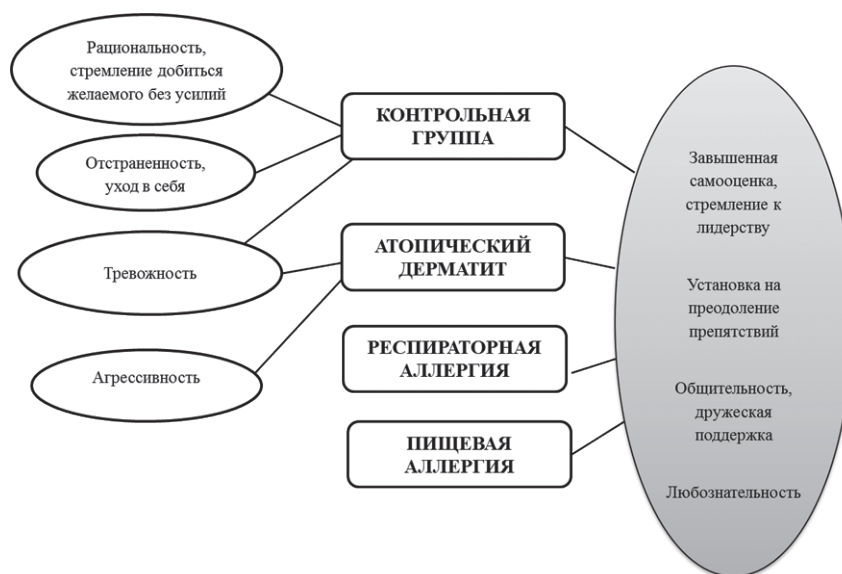 Рациональность,
стремление добиться
желаемого без усилий
Отстраненность,
уход в себя
Тревожность
Агрессивность
КОНТРОЛЬНАЯ
ГРУППА
АТОПИЧЕСКИЙ
ДЕРМАТИТ
РЕСПИРАТОРНАЯ
АЛЛЕРГИЯ
ПИЩЕВАЯ
АЛЛЕРГИЯ
Завышенная
самооценка,
стремление к
лидерству
Установка на
преодоление
препятствий
Общительность,
дружеская
поддержка
Любознательность